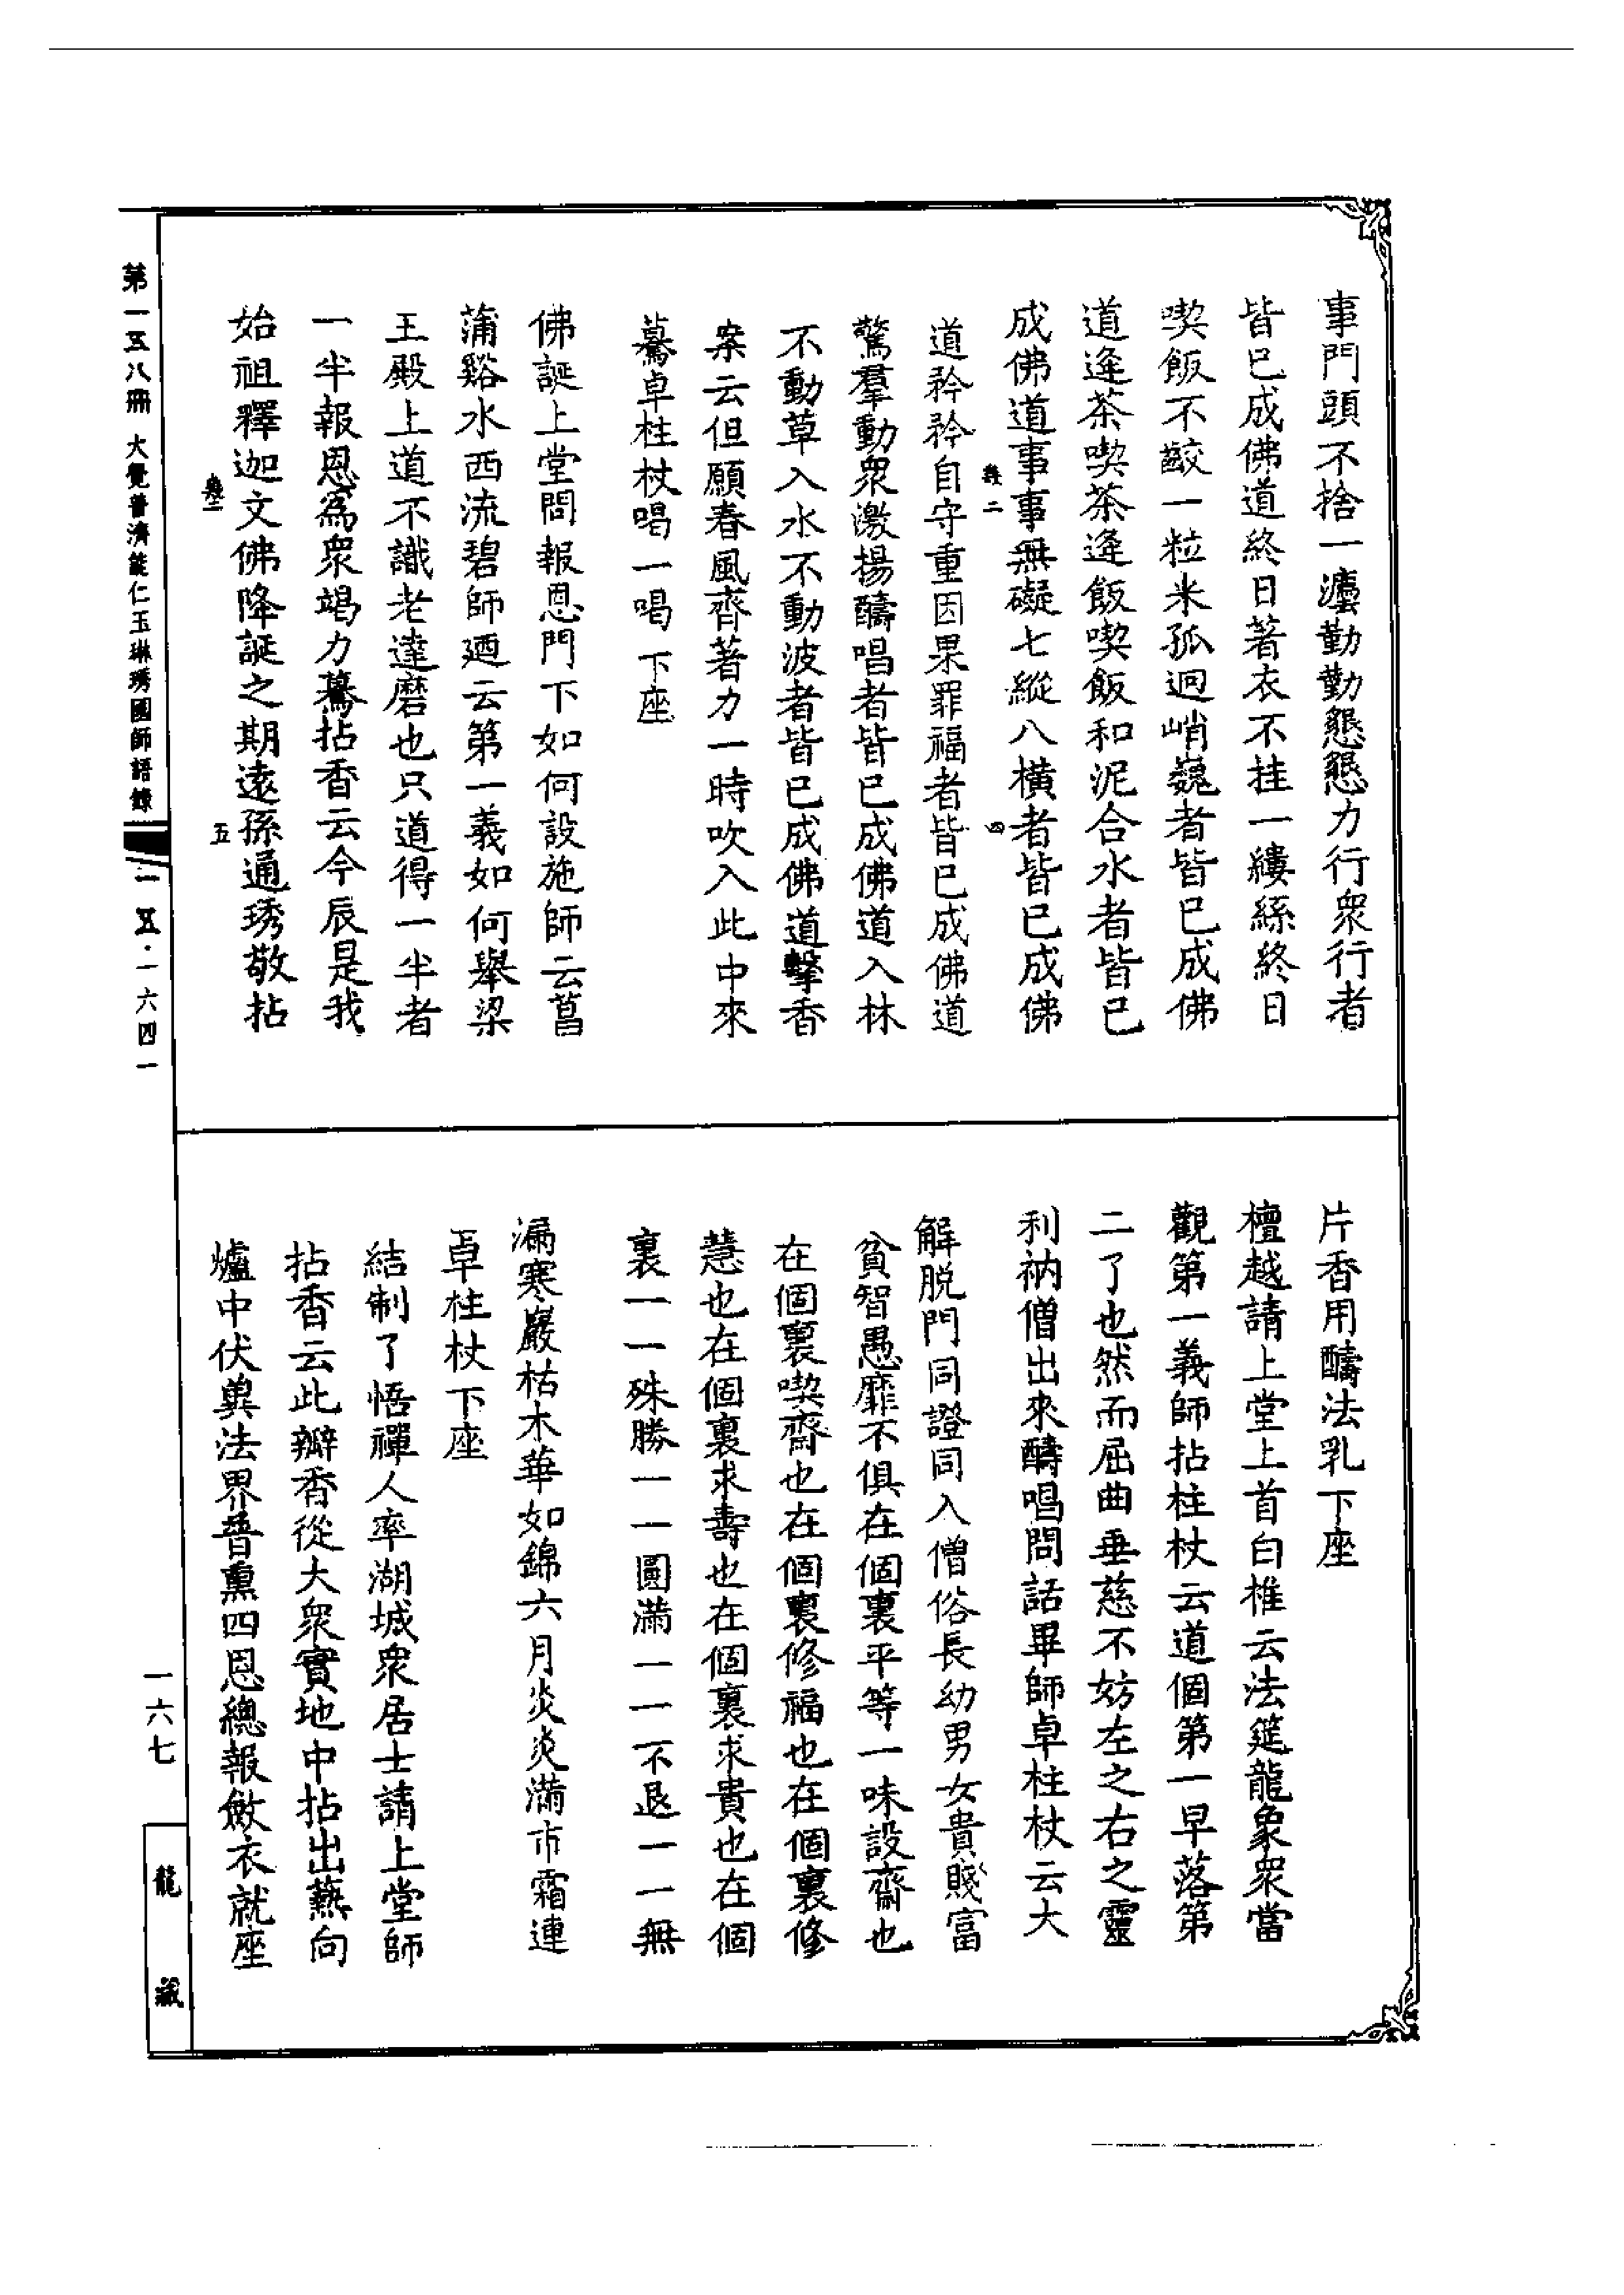 事門頭不捨一灋勤勤懇懇力行衆行者
皆已成佛道終日著衣不挂一縷絲終日
喫飯不齩一粒米孤迥峭巍者皆已成佛
道逢茶喫茶逢飯喫飯和泥合水者皆已
成佛道事事無礙七縱八橫者皆已成佛
道矜矜自守重因果罪福者皆已成佛道
驚羣動衆激揚醻唱者皆已成佛道入林
不動草入水不動波者皆已成佛道擊香
案云但願春風齊著力一時吹入此中來
驀卓柱杖喝一喝下座
佛誕上堂問報恩門下如何設施師云菖
蒲谿水西流碧師廼云第一義如何舉梁
王殿上道不識老達磨也只道得一半者
一半報恩為衆竭力驀拈香云今辰是我
始祖釋迦文佛降誕之期遠孫通琇敬拈
片香用醻法乳下座
檀越請上堂上首白椎云法筵龍象衆當
觀第一義師拈柱杖云道個第一早落第
二了也然而屈曲垂慈不妨左之右之靈
利衲僧出來醻唱問話畢師卓柱杖云大
解脱門同證同入僧俗長幼男女貴賤富
貧智愚靡不俱在個裏平等一味設齋也
在個裏喫齋也在個裏修福也在個裏修
慧也在個裏求壽也在個裏求貴也在個
裏一一殊勝一一圓滿一一不退一一無
漏寒巖枯木華如錦六月炎炎滿市霜連
卓柱杖下座
結制了悟禪人率湖城衆居士請上堂師
拈香云此瓣香從大衆實地中拈出爇向
爐中伏兾法界普熏四恩總報斂衣就座
第一五八冊 大覺普濟能仁玉琳琇國師語錄
一五·一六四一
一六七
龍藏